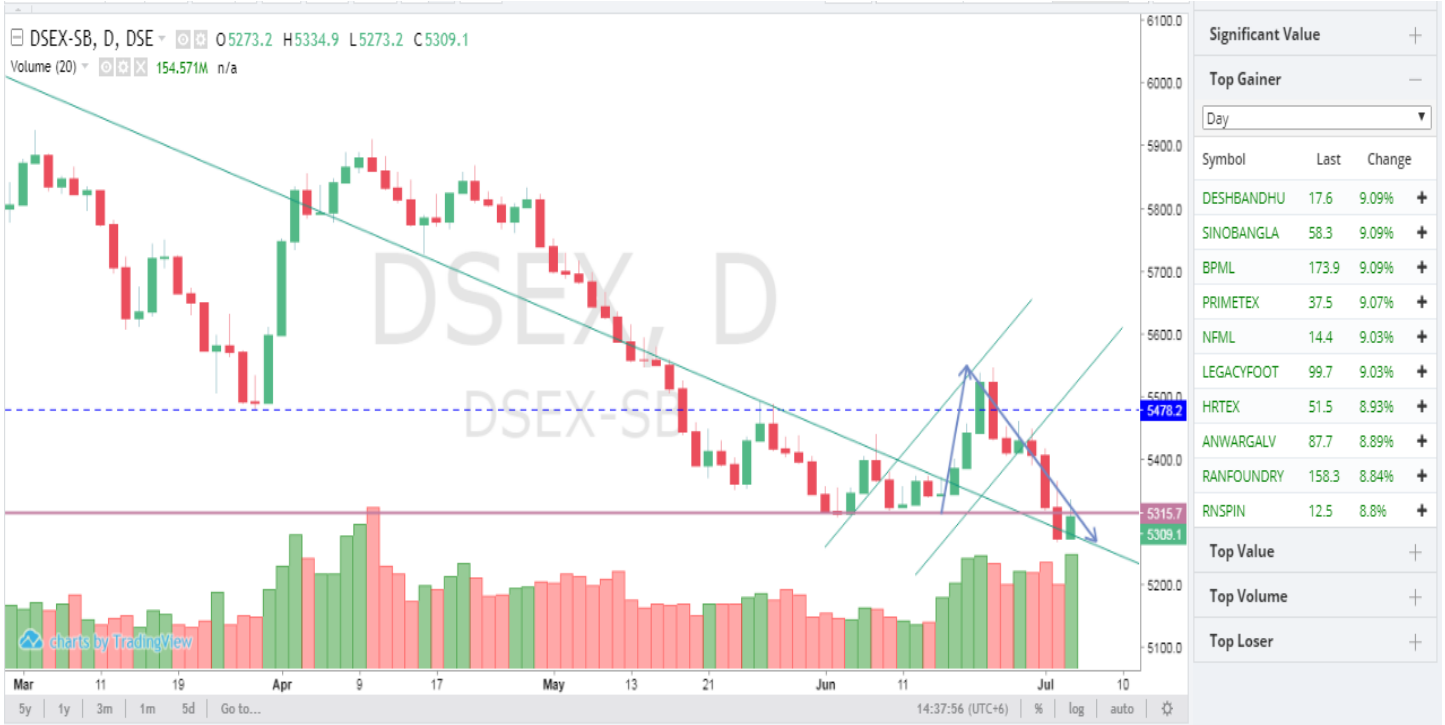 DSEX-SB, D, DSE O5273.2 H5334.9 L5273.2 C5309.1
Volume (20) 154.571M n/a
DSEX, D
DSEX-SB
6100.0
6000.0
5900.0
5800.0
5700.0
5600.0
5500.0
5478.2
5400.0
5315.7
5309.1
5200.0
5100.0
charts by TradingView
Mar 11 19 Apr 9 17 May 13 21 Jun 11 Jul 10
5y 1y 3m 1m 5d Go to... 14:37:56 (UTC+6) % log auto
Significant Value
Top Gainer
Day
Symbol Last Change
DESHBANDHU 17.6 9.09%
SINOBANGLA 58.3 9.09%
BPML 173.9 9.09%
PRIMETEX 37.5 9.07%
NFML 14.4 9.03%
LEGACYFOOT 99.7 9.03%
HRTEX 51.5 8.93%
ANWARGALV 87.7 8.89%
RANFOUNDRY 158.3 8.84%
RNSPIN 12.5 8.8%
Top Value
Top Volume
Top Loser